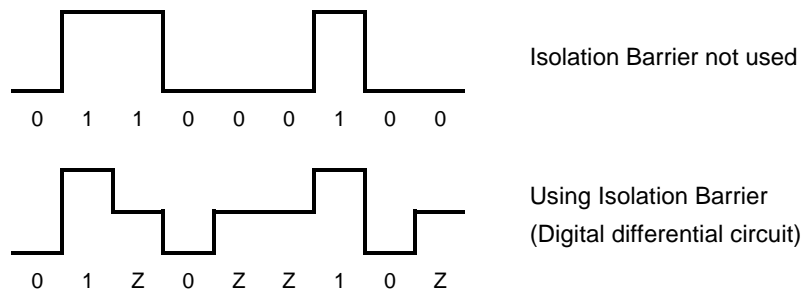 Isolation Barrier not used
0 1 1 0 0 0 1 0 0
Using Isolation Barrier
(Digital differential circuit)
0 1 Z 0 Z Z 1 0 Z